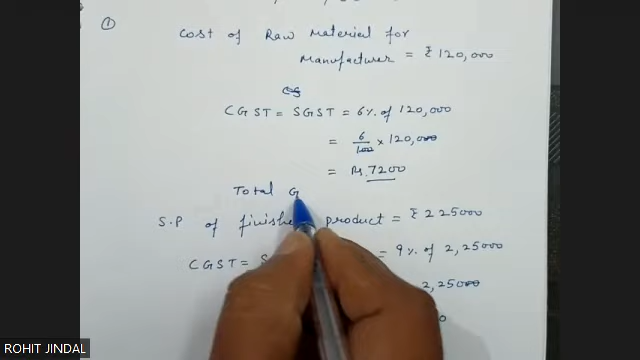 ①
Cost of Raw Material for
Manufacturer = ₹ 120,000
CGST = SGST = 6% of 120,000
= 6/100 × 120,000
= Rs. 7200
Total G
S.P of finishe product = ₹ 225000
CGST = S = 9% of 2,25000
2,25000
0
ROHIT JINDAL